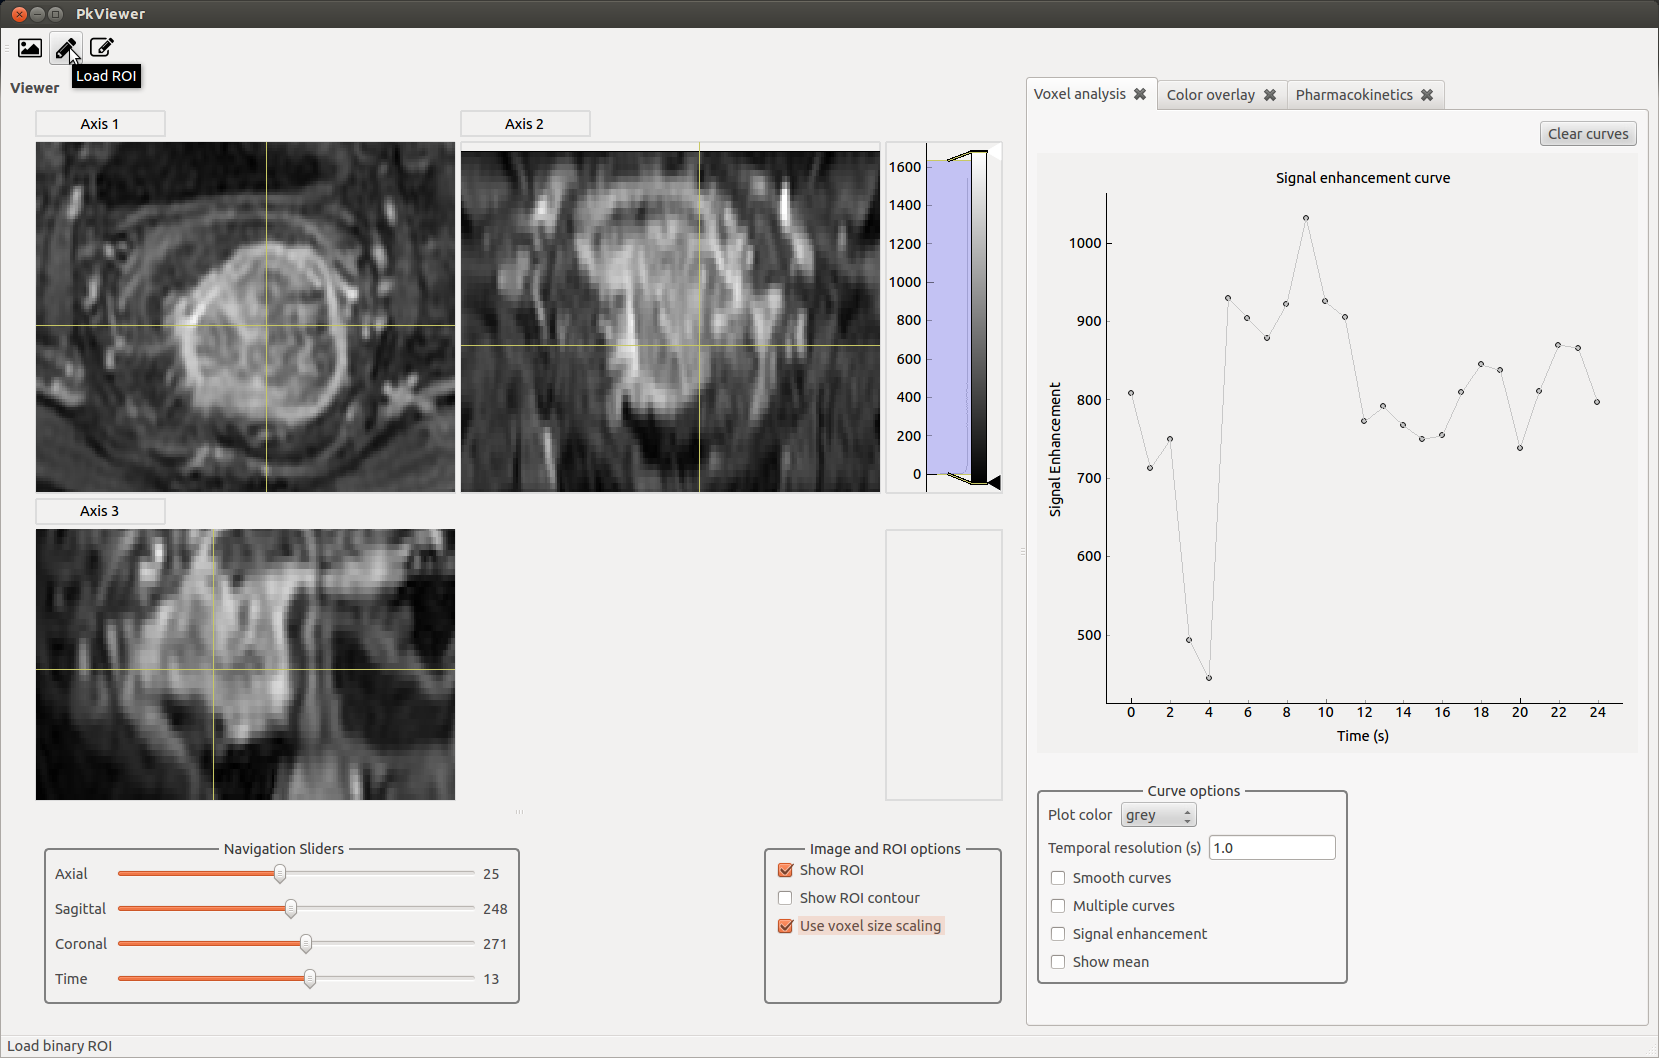 PkViewer
Load ROI
Viewer
Axis 1
Axis 2
1600
1400
1200
1000
800
600
400
200
0
Axis 3
Navigation Sliders
Axial 25
Sagittal 248
Coronal 271
Time 13
Image and ROI options
Show ROI
Show ROI contour
Use voxel size scaling
Voxel analysis Color overlay Pharmacokinetics
Clear curves
Signal enhancement curve
Signal Enhancement
1000
900
800
700
600
500
0 2 4 6 8 10 12 14 16 18 20 22 24
Time (s)
Curve options
Plot color grey
Temporal resolution (s) 1.0
Smooth curves
Multiple curves
Signal enhancement
Show mean
Load binary ROI